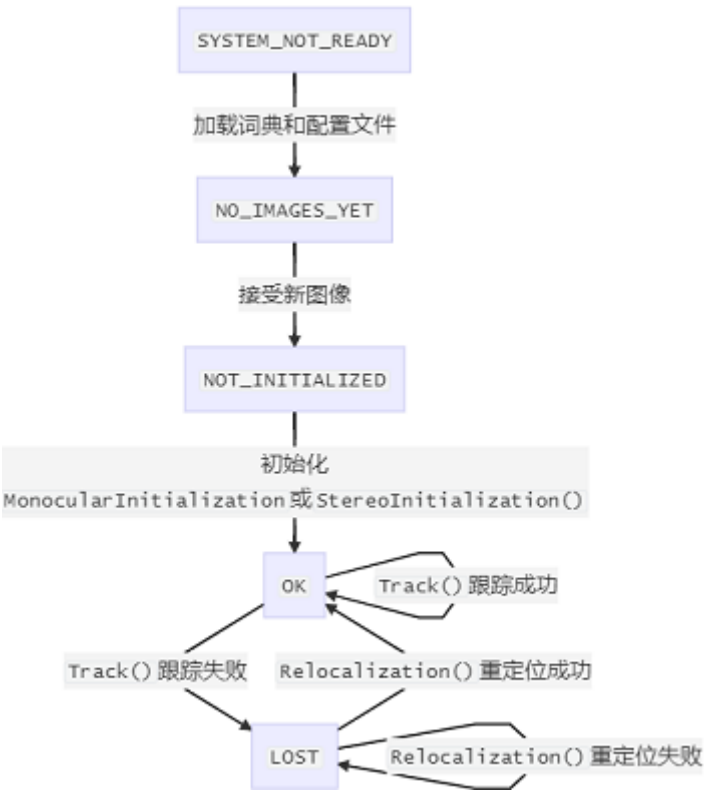 SYSTEM_NOT_READY
加载词典和配置文件
NO_IMAGES_YET
接受新图像
NOT_INITIALIZED
初始化
MonocularInitialization或StereoInitialization()
OK
Track()跟踪成功
Track()跟踪失败
Relocalization()重定位成功
LOST
Relocalization()重定位失败